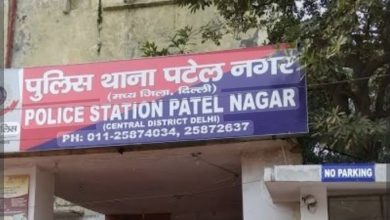 पुलिस थाना पटेल नगर
(मध्य जिला, दिल्ली)
POLICE STATION PATEL NAGAR
(CENTRAL DISTRICT DELHI)
PH: 011-25874034, 25872637
NO PARKING